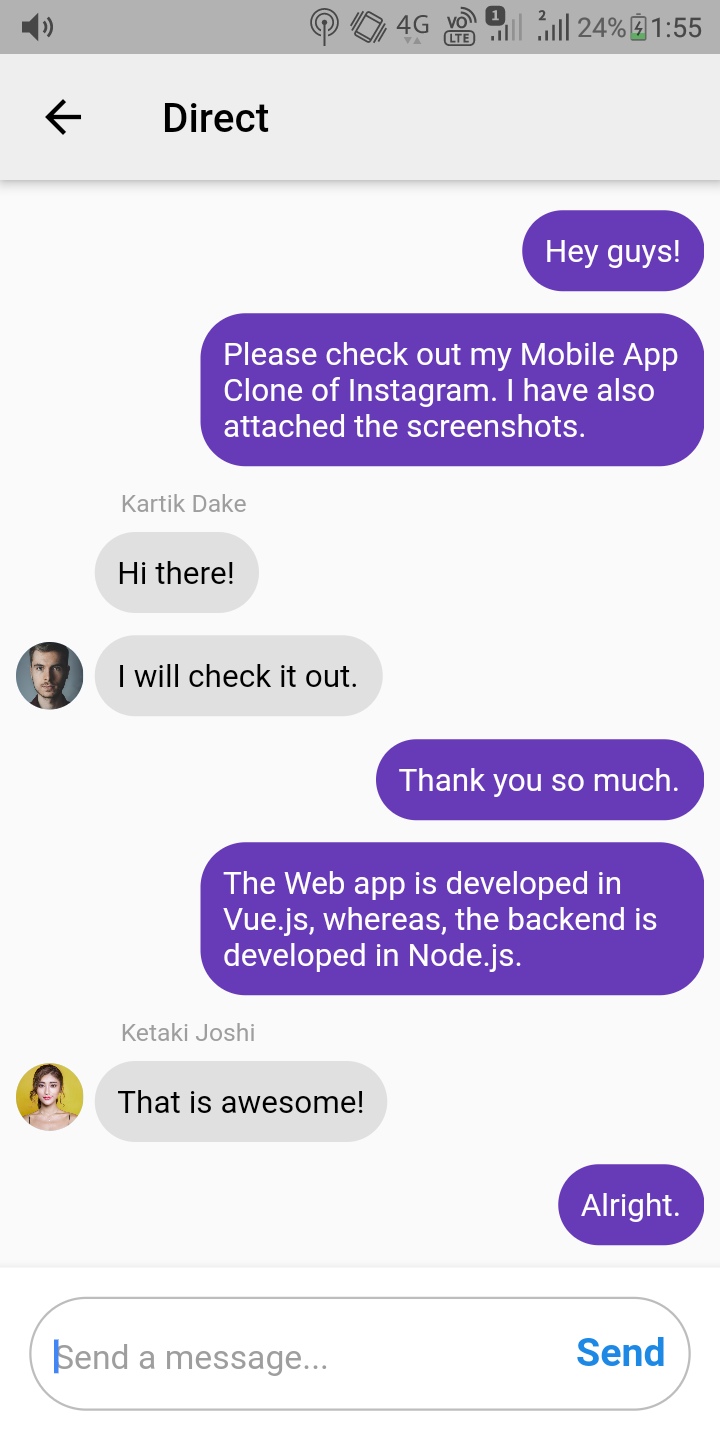 4G VO LTE 1 2 24% 1:55
Direct
Hey guys!
Please check out my Mobile App
Clone of Instagram. I have also
attached the screenshots.
Kartik Dake
Hi there!
I will check it out.
Thank you so much.
The Web app is developed in
Vue.js, whereas, the backend is
developed in Node.js.
Ketaki Joshi
That is awesome!
Alright.
Send a message... Send